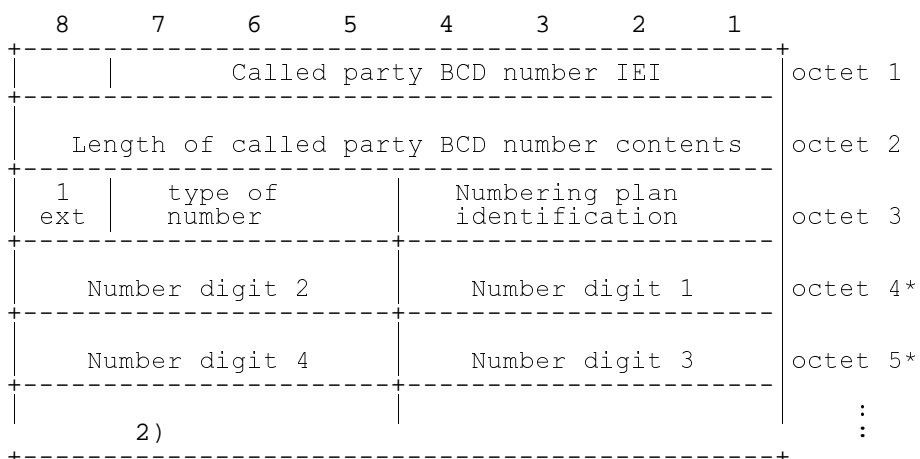 8 7 6 5 4 3 2 1
Called party BCD number IEI octet 1
Length of called party BCD number contents octet 2
1 type of Numbering plan
ext number identification octet 3
Number digit 2 Number digit 1 octet 4*
Number digit 4 Number digit 3 octet 5*
:
2) :